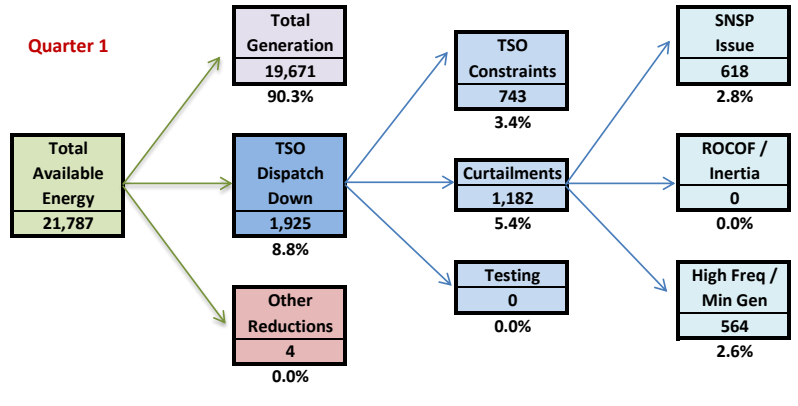 Quarter 1
Total
Available
Energy
21,787
Total
Generation
19,671
90.3%
TSO
Dispatch
Down
1,925
8.8%
Other
Reductions
4
0.0%
TSO
Constraints
743
3.4%
Curtailments
1,182
5.4%
Testing
0
0.0%
SNSP
Issue
618
2.8%
ROCOF /
Inertia
0
0.0%
High Freq /
Min Gen
564
2.6%